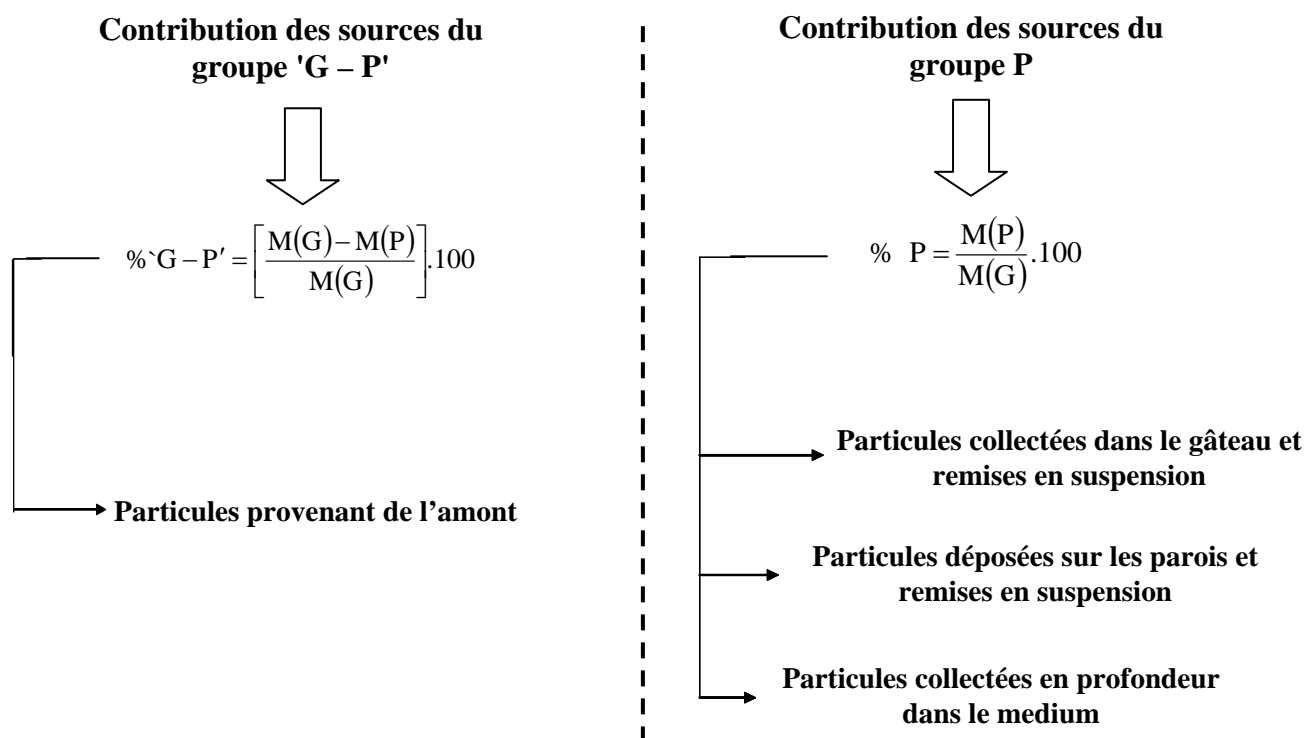 Contribution des sources du
groupe 'G – P'
%`G – P′ = [ M(G) – M(P) / M(G) ].100
Particules provenant de l’amont
Contribution des sources du
groupe P
% P = M(P) / M(G) .100
Particules collectées dans le gâteau et
remises en suspension
Particules déposées sur les parois et
remises en suspension
Particules collectées en profondeur
dans le medium